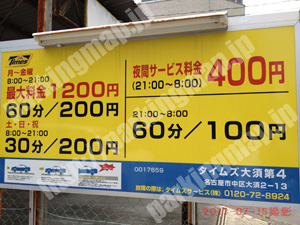 Times
月～金曜
8:00～21:00
最大料金1200円
60分/200円
土・日・祝
8:00～21:00
30分/200円
夜間サービス料金
(21:00～8:00)
400円
21:00～8:00
60分/100円
0017659
タイムズ大須第4
名古屋市中区大須2-13
故障の際は、タイムズサービス(株) 0120-72-8924